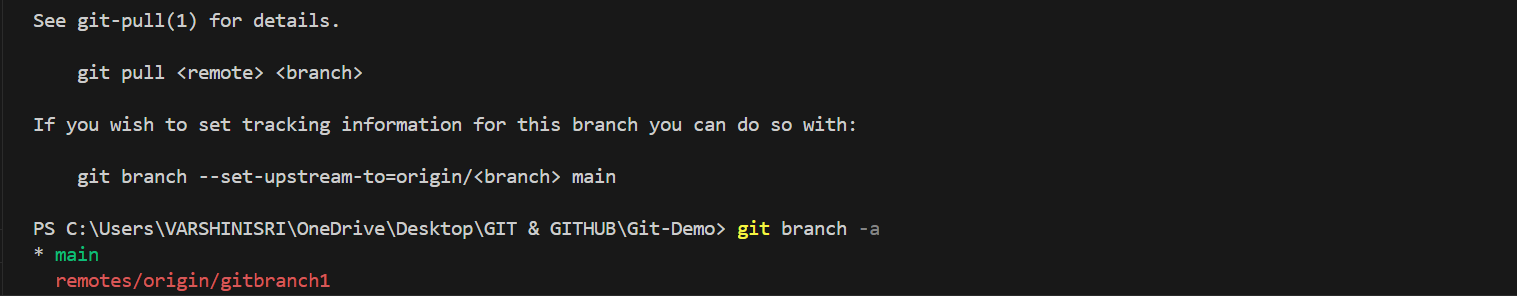 See git-pull(1) for details.
git pull <remote> <branch>
If you wish to set tracking information for this branch you can do so with:
git branch --set-upstream-to=origin/<branch> main
PS C:\Users\VARSHINISRI\OneDrive\Desktop\GIT & GITHUB\Git-Demo> git branch -a
* main
remotes/origin/gitbranch1